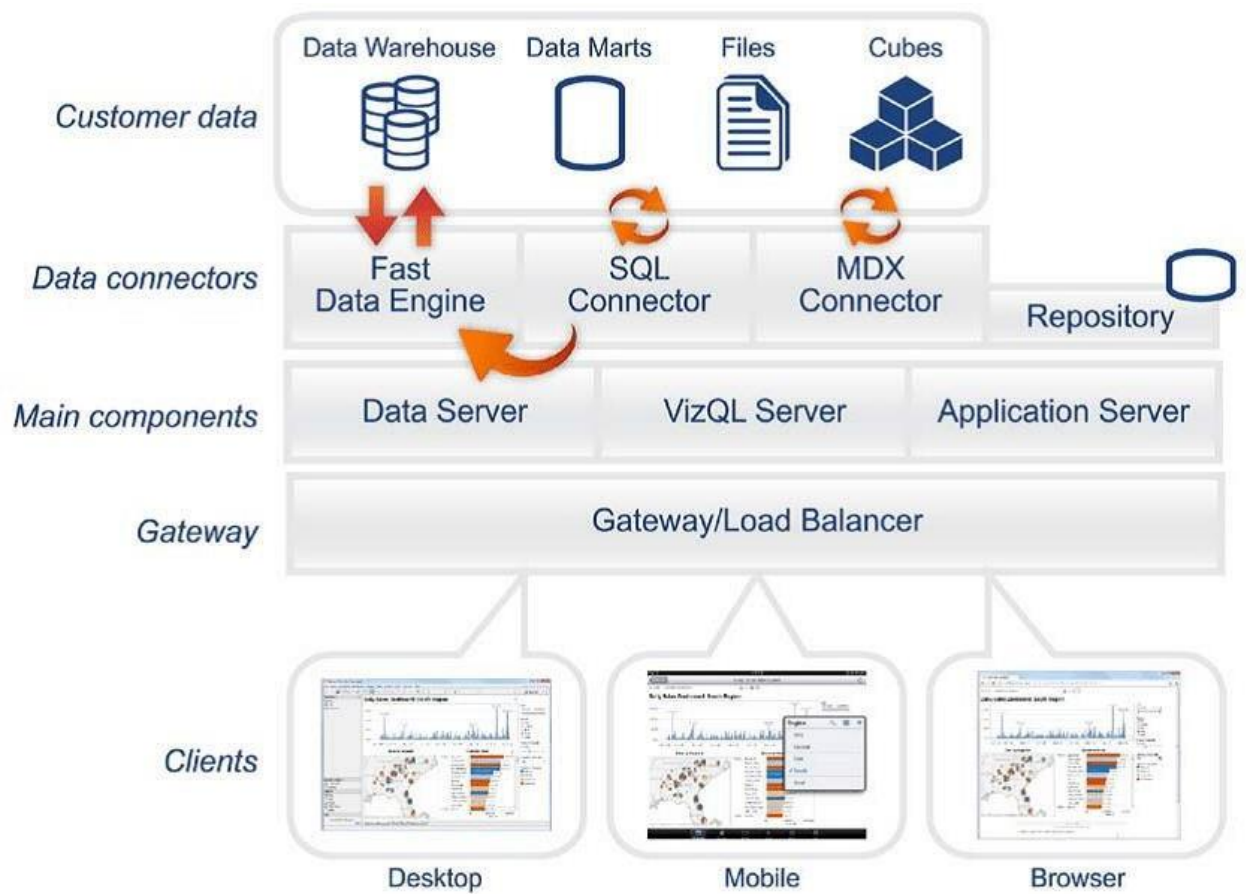 Data Warehouse
Data Marts
Files
Cubes
Customer data
Data connectors
Fast
Data Engine
SQL
Connector
MDX
Connector
Repository
Main components
Data Server
VizQL Server
Application Server
Gateway
Gateway/Load Balancer
Clients
Desktop
Mobile
Browser